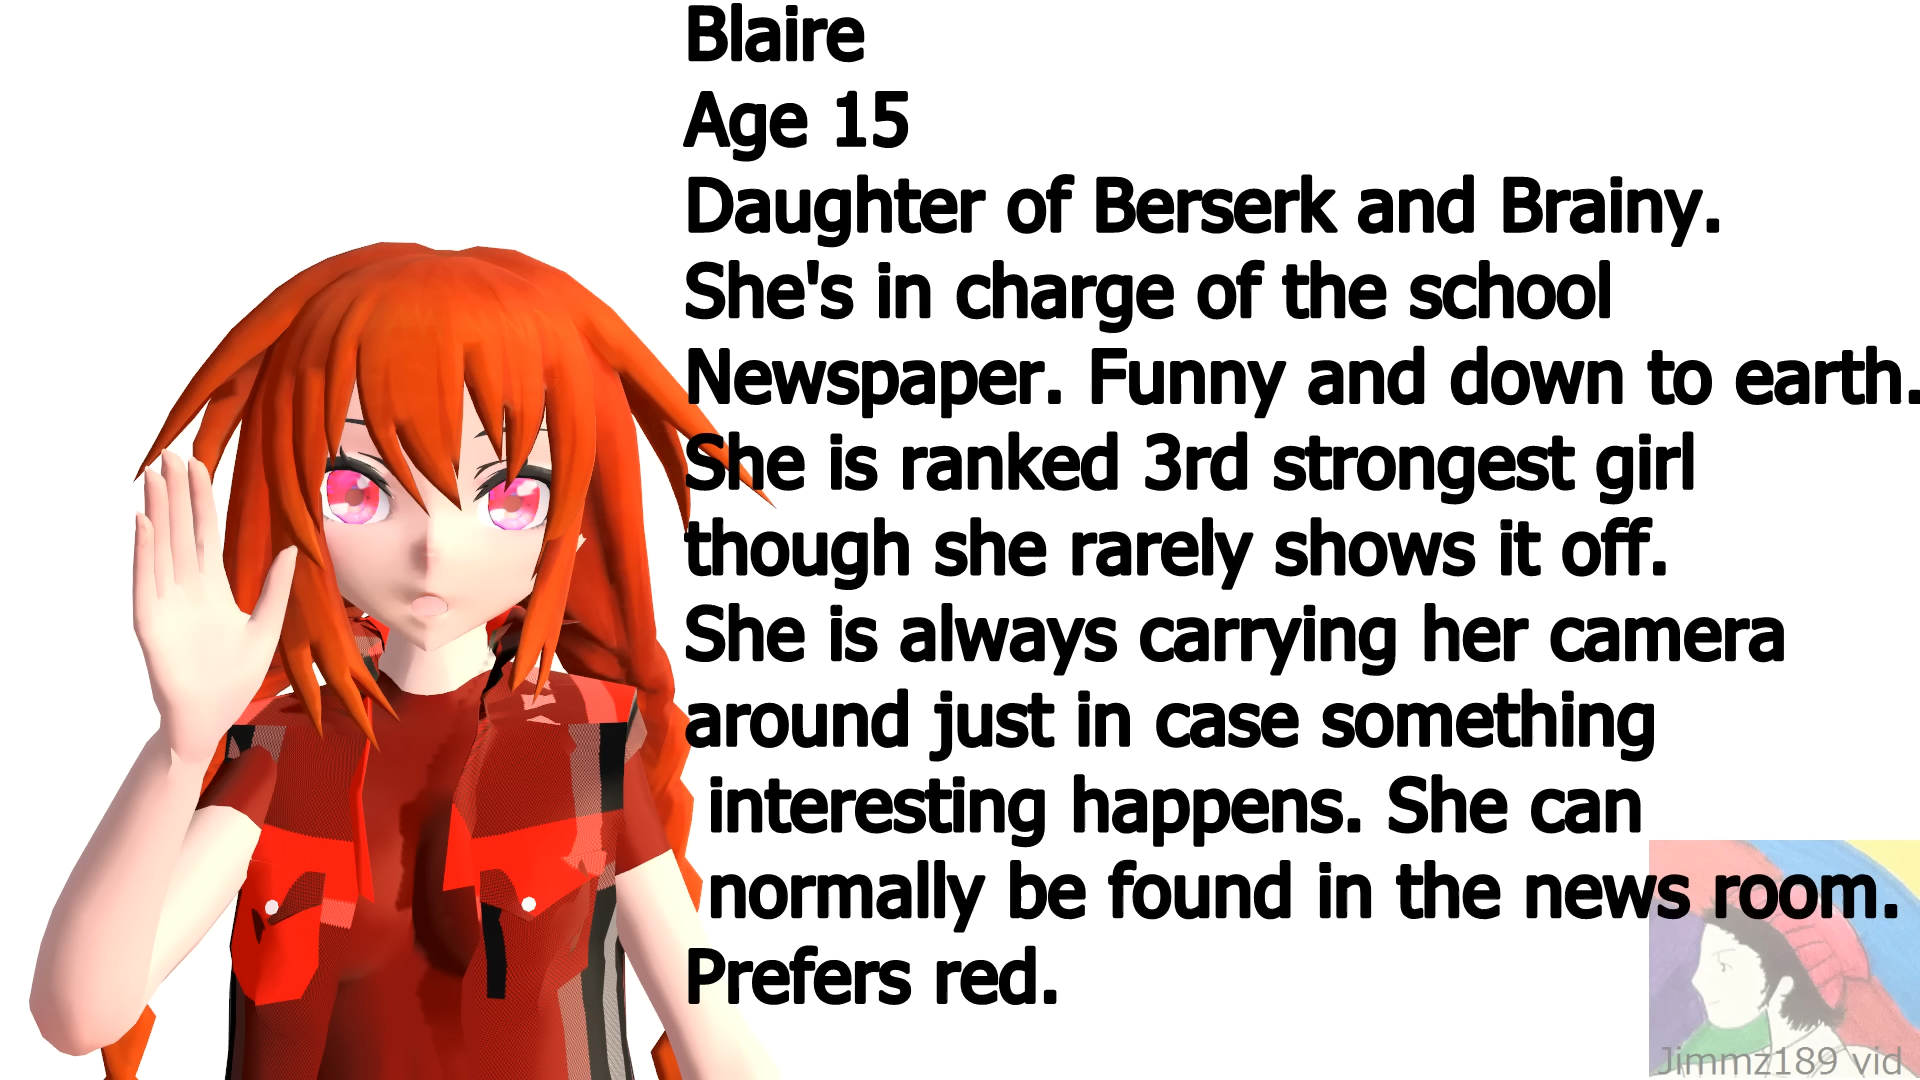 Blaire
Age 15
Daughter of Berserk and Brainy.
She's in charge of the school
Newspaper. Funny and down to earth.
She is ranked 3rd strongest girl
though she rarely shows it off.
She is always carrying her camera
around just in case something
interesting happens. She can
normally be found in the news room.
Prefers red.
Jimmz189 vid